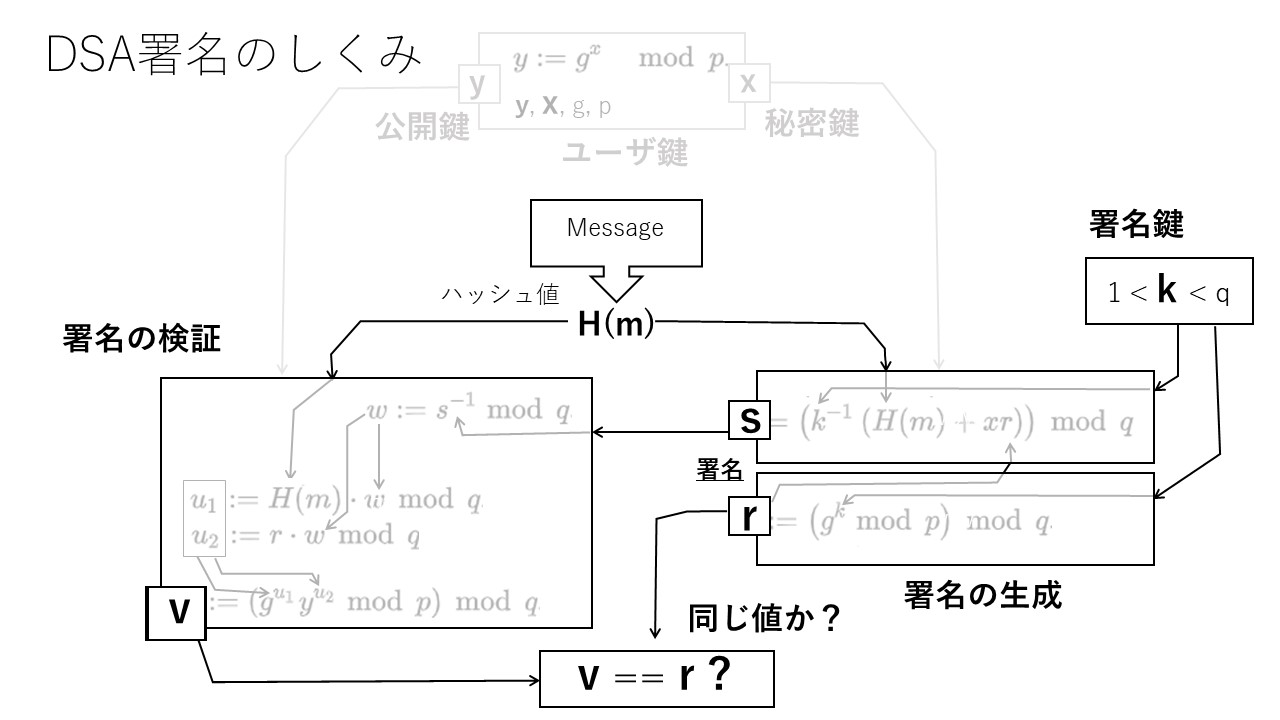 DSA署名のしくみ
y := g^x mod p.
y
x
y, X, g, p
公開鍵
秘密鍵
ユーザ鍵
Message
署名鍵
1 < k < q
ハッシュ値
H(m)
署名の検証
w := s^{-1} mod q.
s
= (k^{-1} (H(m) + xr)) mod q
署名
u_1 := H(m) · w mod q.
u_2 := r · w mod q
r
:= (g^k mod p) mod q.
v
:= (g^{u_1} y^{u_2} mod p) mod q.
署名の生成
同じ値か？
v == r ?